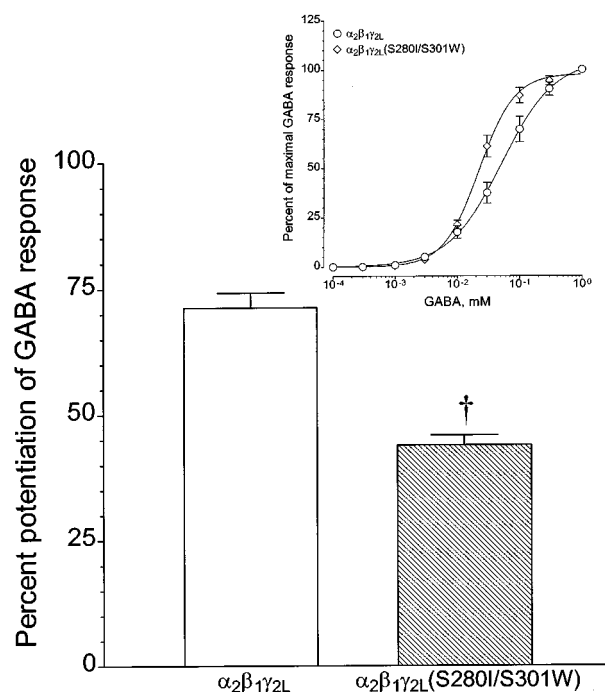 α₂β₁γ₂L
α₂β₁γ₂L(S280I/S301W)
Percent of maximal GABA response
125
100
75
50
25
0
10⁻⁴
10⁻³
10⁻²
10⁻¹
10⁰
GABA, mM
Percent potentiation of GABA response
100
75
50
25
0
†
α₂β₁γ₂L
α₂β₁γ₂L(S280I/S301W)